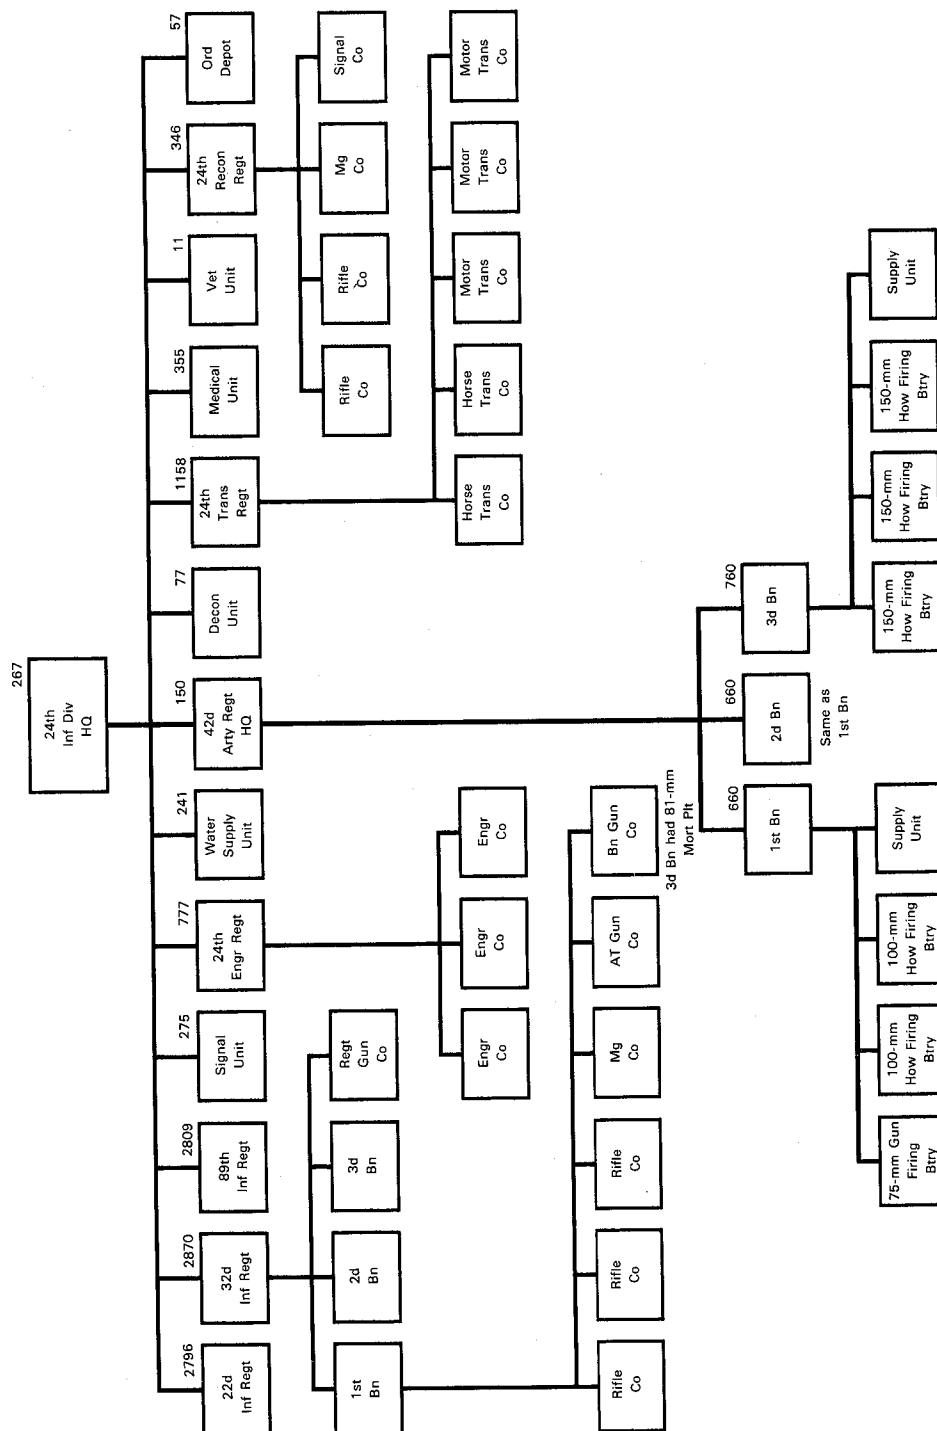 267
24th
Inf Div
HQ
2796
22d
Inf Regt
2870
32d
Inf Regt
2809
89th
Inf Regt
275
Signal
Unit
777
24th
Engr Regt
241
Water
Supply
Unit
150
42d
Arty Regt
HQ
77
Decon
Unit
1158
24th
Trans
Regt
355
Medical
Unit
11
Vet
Unit
346
24th
Recon
Regt
57
Ord
Depot
1st
Bn
2d
Bn
3d
Bn
Regt
Gun
Co
Rifle
Co
Rifle
Co
Mg
Co
Signal
Co
Engr
Co
Engr
Co
Engr
Co
Horse
Trans
Co
Horse
Trans
Co
Motor
Trans
Co
Motor
Trans
Co
Motor
Trans
Co
Rifle
Co
Rifle
Co
Rifle
Co
Mg
Co
AT Gun
Co
Bn Gun
Co
3d Bn had 81-mm
Mort Plt
660
1st Bn
660
2d Bn
Same as
1st Bn
760
3d Bn
75-mm Gun
Firing
Btry
100-mm
How Firing
Btry
100-mm
How Firing
Btry
Supply
Unit
150-mm
How Firing
Btry
150-mm
How Firing
Btry
150-mm
How Firing
Btry
Supply
Unit